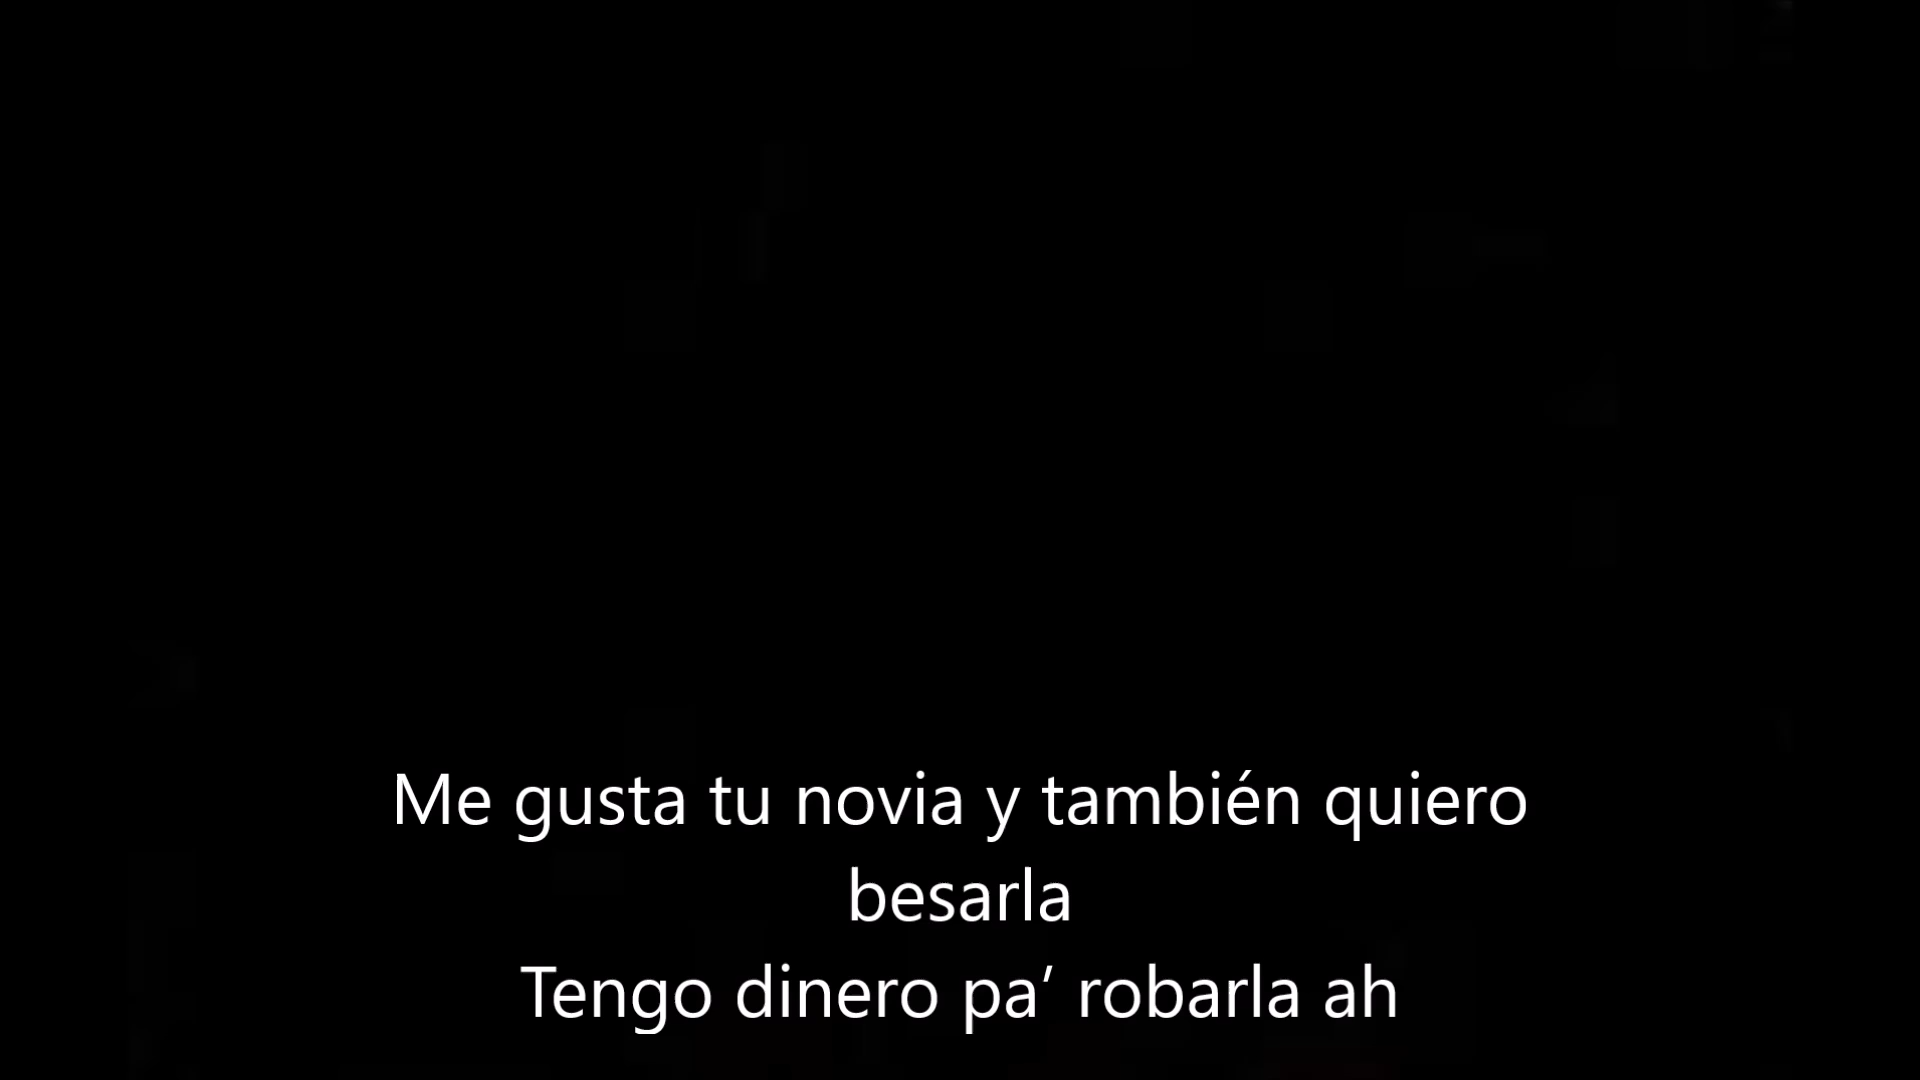 Me gusta tu novia y también quiero
besarla
Tengo dinero pa’ robarla ah